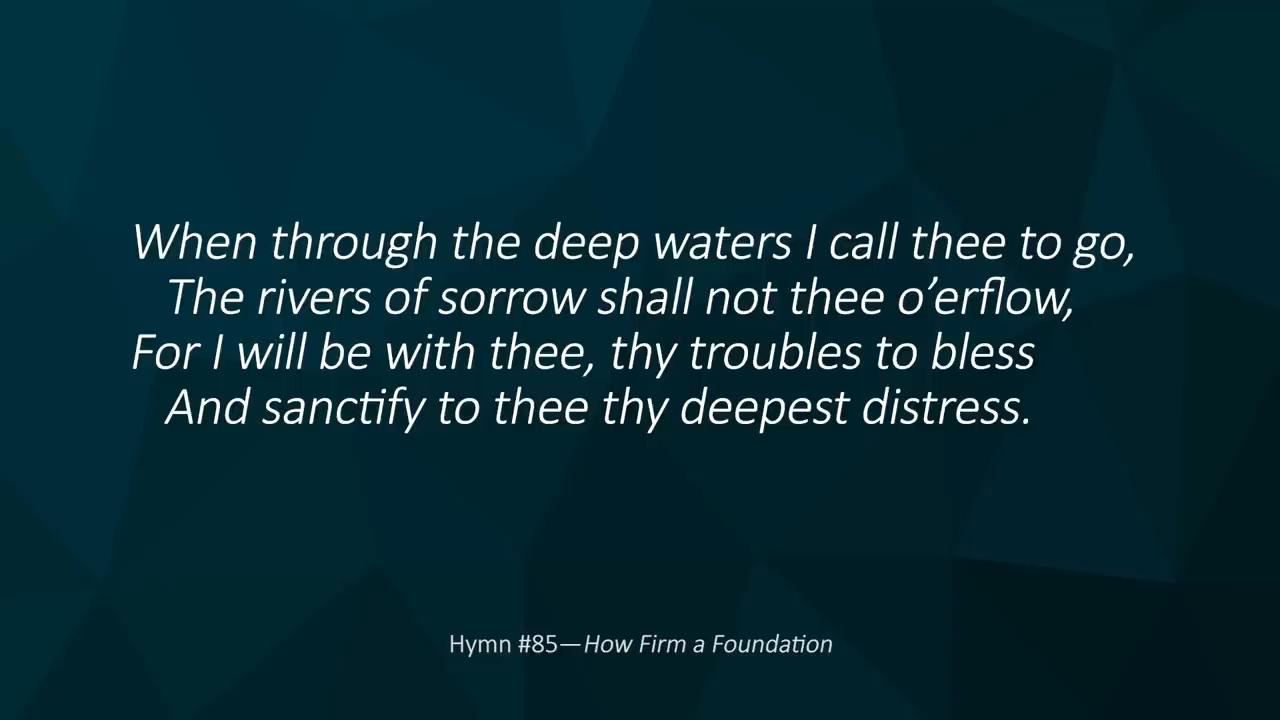 When through the deep waters I call thee to go,
The rivers of sorrow shall not thee o’erflow,
For I will be with thee, thy troubles to bless
And sanctify to thee thy deepest distress.
Hymn #85—How Firm a Foundation